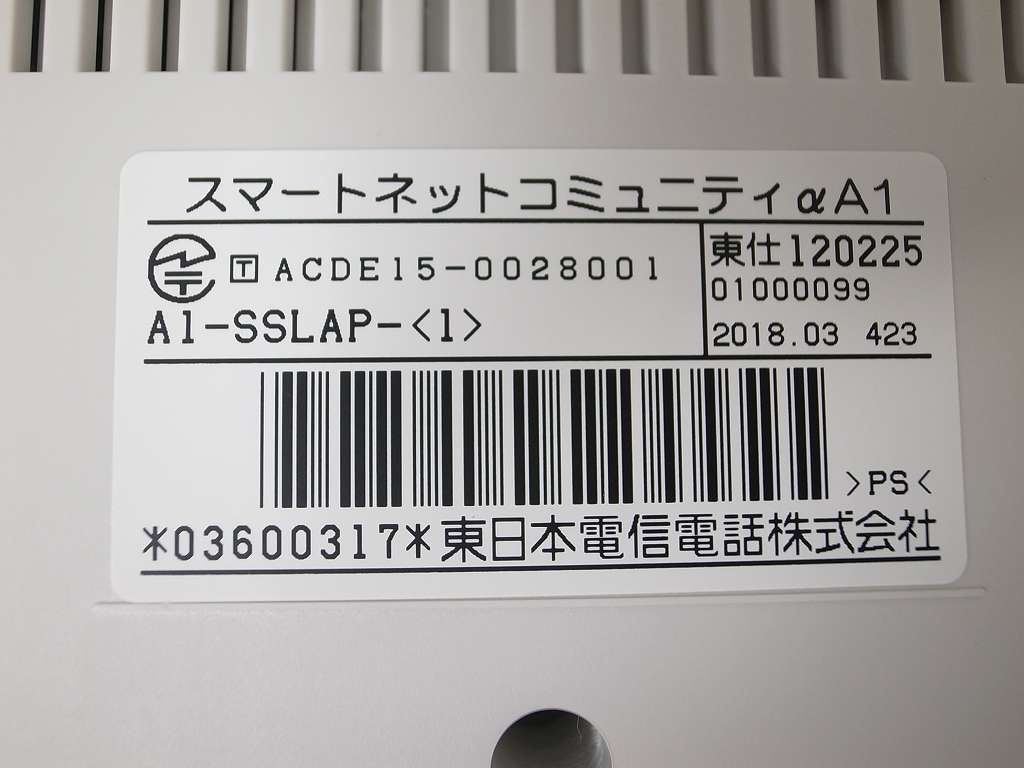 スマートネットコミュニティαA1
T ACDE15-0028001
A1-SSLAP-<1>
東仕120225
01000099
2018.03 423
>PS<
*03600317*東日本電信電話株式会社